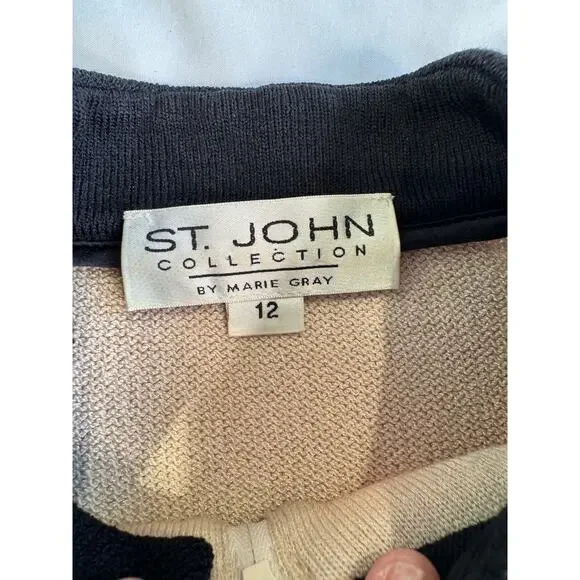 ST. JOHN
COLLECTION
BY MARIE GRAY
12